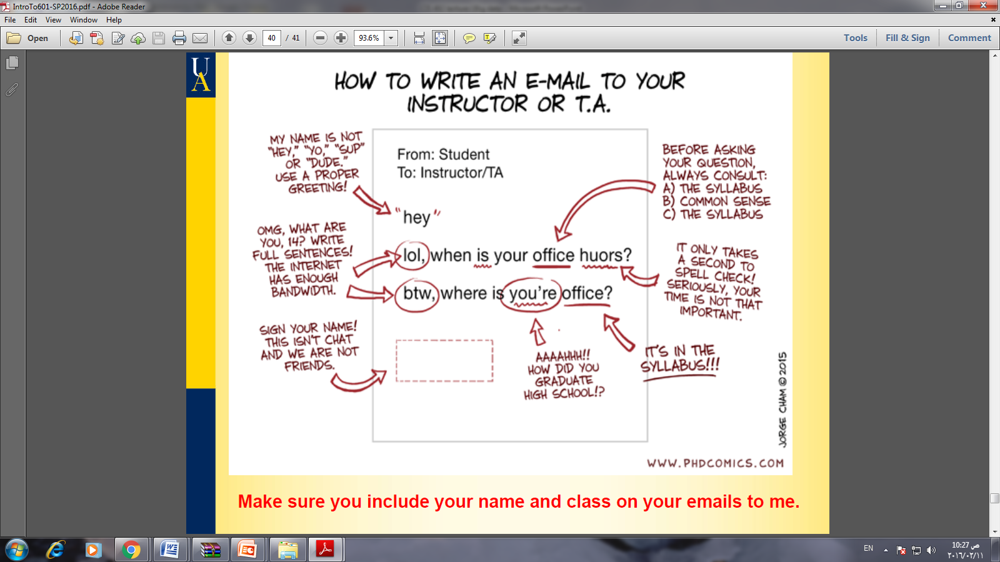 IntroTo601-SP2016.pdf - Adobe Reader
File Edit View Window Help
Open 40 / 41 93.6% Tools Fill & Sign Comment
UA
HOW TO WRITE AN E-MAIL TO YOUR
INSTRUCTOR OR T.A.
MY NAME IS NOT
"HEY," "YO," "SUP"
OR "DUDE."
USE A PROPER
GREETING!
From: Student
To: Instructor/TA
BEFORE ASKING
YOUR QUESTION,
ALWAYS CONSULT:
A) THE SYLLABUS
B) COMMON SENSE
C) THE SYLLABUS
"hey"
OMG, WHAT ARE
YOU, 14? WRITE
FULL SENTENCES!
THE INTERNET
HAS ENOUGH
BANDWIDTH.
lol, when is your office huors?
IT ONLY TAKES
A SECOND TO
SPELL CHECK!
SERIOUSLY, YOUR
TIME IS NOT THAT
IMPORTANT.
btw, where is you're office?
SIGN YOUR NAME!
THIS ISN'T CHAT
AND WE ARE NOT
FRIENDS.
AAAAHHH!!
HOW DID YOU
GRADUATE
HIGH SCHOOL!?
IT'S IN THE
SYLLABUS!!!
JORGE CHAM © 2015
WWW.PHDCOMICS.COM
Make sure you include your name and class on your emails to me.
EN
10:27 ص
٢٠١٦/٠٢/١١